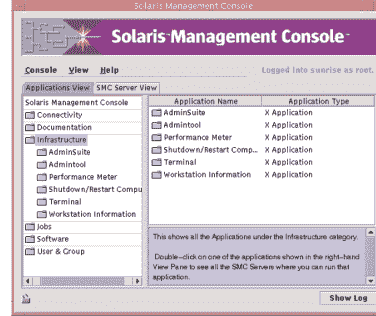 Solaris Management Console
Solaris Management Console
Console View Help
Logged into sunrise as root.
Applications View SMC Server View
Solaris Management Console
Connectivity
Documentation
Infrastructure
AdminSuite
Admintool
Performance Meter
Shutdown/Restart Compu
Terminal
Workstation Information
Jobs
Software
User & Group
Application Name Application Type
AdminSuite X Application
Admintool X Application
Performance Meter X Application
Shutdown/Restart Comp... X Application
Terminal X Application
Workstation Information X Application
This shows all the Applications under the Infrastructure category.
Double-click on one of the applications shown in the right-hand
View Pane to see all the SMC Servers where you can run that
application.
Show Log